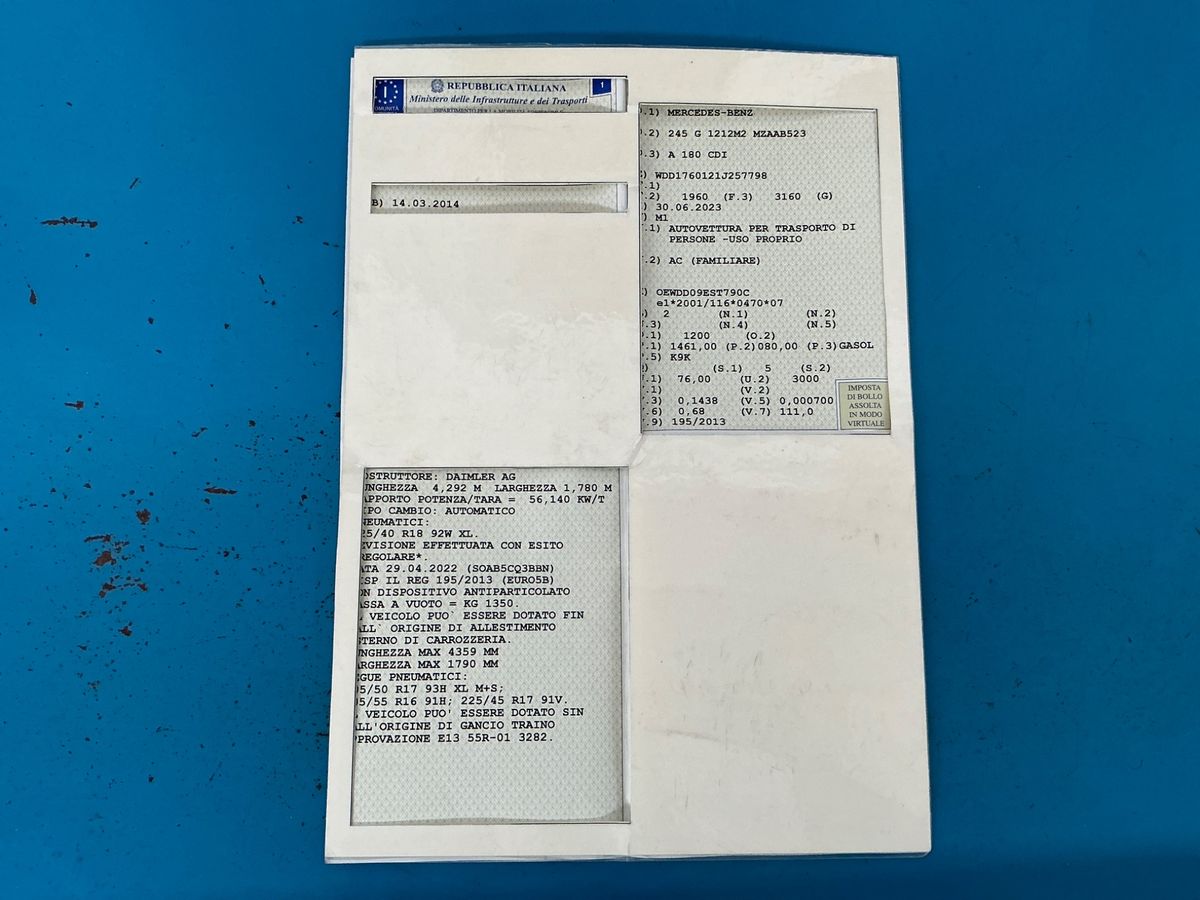 I
OMUNITÀ
REPUBBLICA ITALIANA
Ministero delle Infrastrutture e dei Trasporti
1
B) 14.03.2014
.1) MERCEDES-BENZ
.2) 245 G 1212M2 MZAAB523
.3) A 180 CDI
) WDD1760121J257798
.1)
.2) 1960 (F.3) 3160 (G)
) 30.06.2023
) M1
.1) AUTOVETTURA PER TRASPORTO DI
PERSONE -USO PROPRIO
.2) AC (FAMILIARE)
) OEWDD09EST790C
e1*2001/116*0470*07
) 2 (N.1) (N.2)
.3) (N.4) (N.5)
.1) 1200 (O.2)
.1) 1461,00 (P.2)080,00 (P.3)GASOL
.5) K9K
) (S.1) 5 (S.2)
.1) 76,00 (U.2) 3000
.1) (V.2)
.3) 0,1438 (V.5) 0,000700
.6) 0,68 (V.7) 111,0
.9) 195/2013
IMPOSTA
DI BOLLO
ASSOLTA
IN MODO
VIRTUALE
OSTRUTTORE: DAIMLER AG
UNGHEZZA 4,292 M LARGHEZZA 1,780 M
APPORTO POTENZA/TARA = 56,140 KW/T
IPO CAMBIO: AUTOMATICO
NEUMATICI:
25/40 R18 92W XL.
EVISIONE EFFETTUATA CON ESITO
REGOLARE*.
ATA 29.04.2022 (SOAB5CQ3BBN)
ISP IL REG 195/2013 (EURO5B)
ON DISPOSITIVO ANTIPARTICOLATO
ASSA A VUOTO = KG 1350.
VEICOLO PUO` ESSERE DOTATO FIN
ALL` ORIGINE DI ALLESTIMENTO
STERNO DI CARROZZERIA.
UNGHEZZA MAX 4359 MM
ARGHEZZA MAX 1790 MM
EGUE PNEUMATICI:
5/50 R17 93H XL M+S;
5/55 R16 91H; 225/45 R17 91V.
VEICOLO PUO' ESSERE DOTATO SIN
LL'ORIGINE DI GANCIO TRAINO
PPROVAZIONE E13 55R-01 3282.